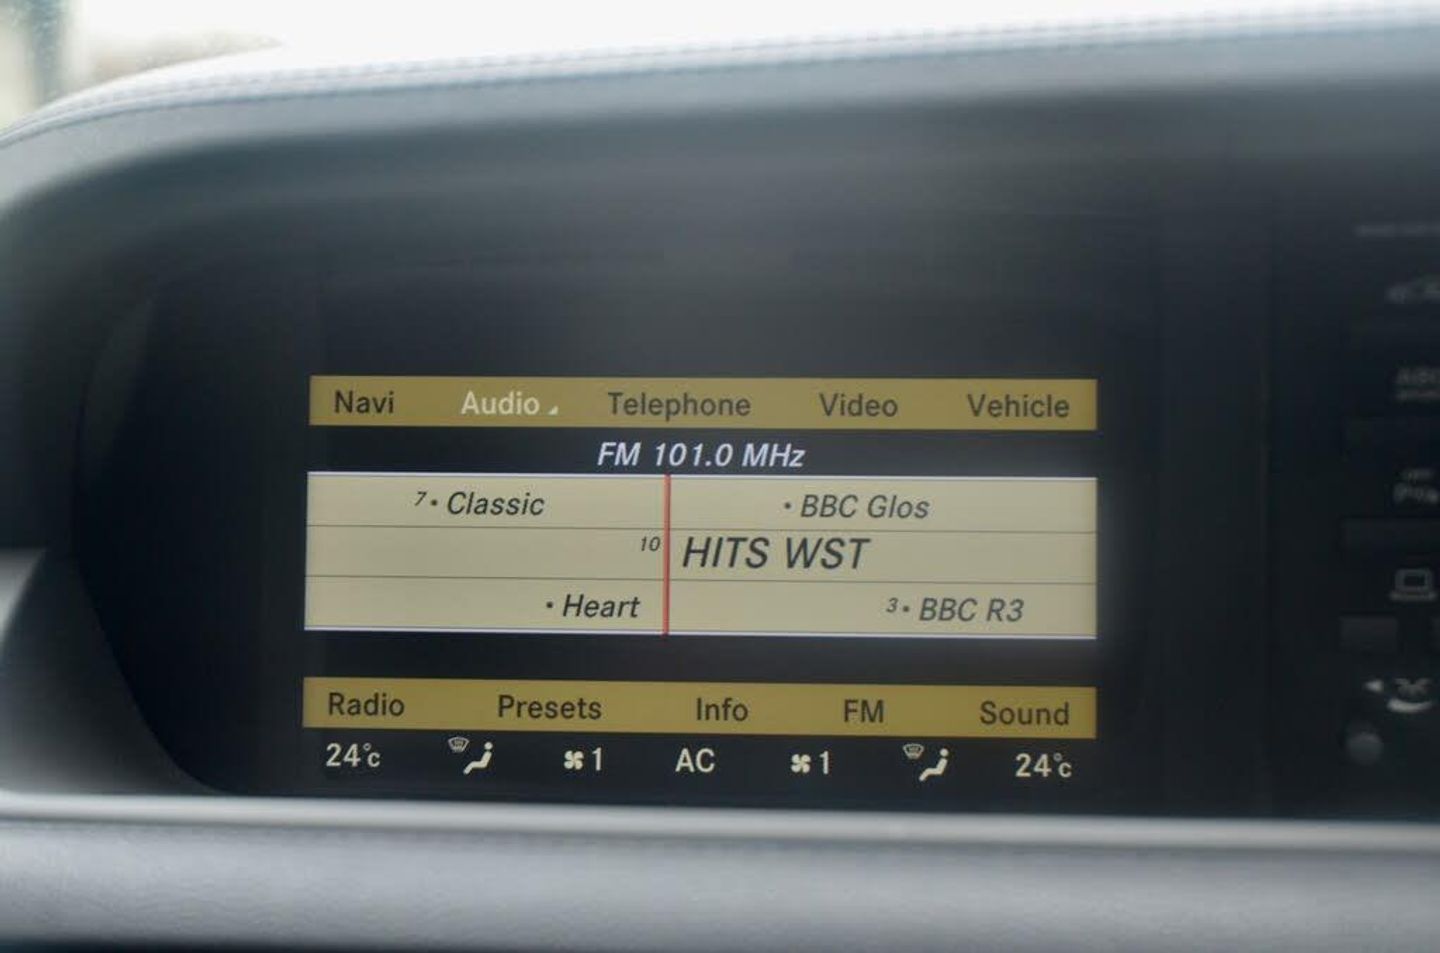 Navi Audio Telephone Video Vehicle
FM 101.0 MHz
7 • Classic • BBC Glos
10 HITS WST
• Heart 3 • BBC R3
Radio Presets Info FM Sound
24°c 1 AC 1 24°c